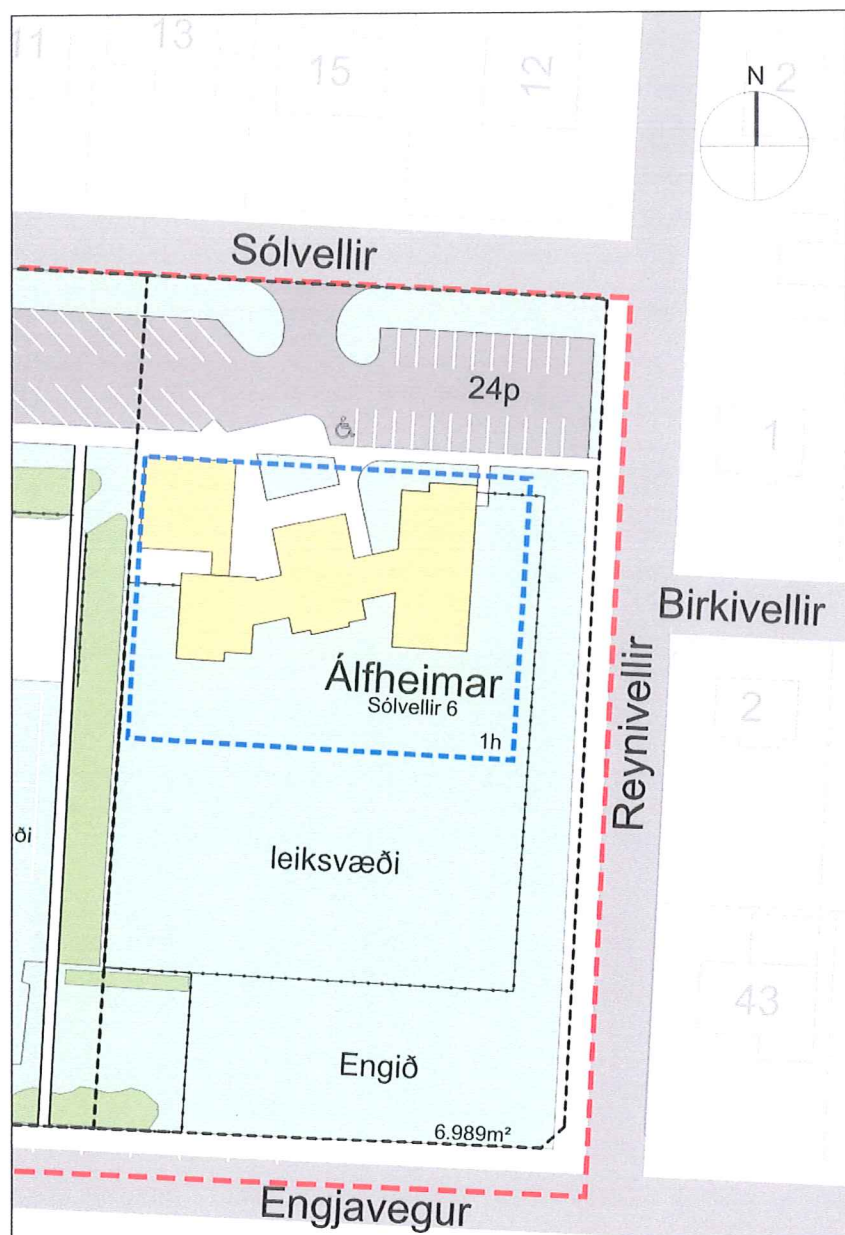 11
13
15
12
2
N
Sólvellir
24p
1
Birkivellir
Álfheimar
Sólvellir 6
1h
2
Reynivellir
ði
leiksvæði
43
Engið
6.989m²
Engjavegur